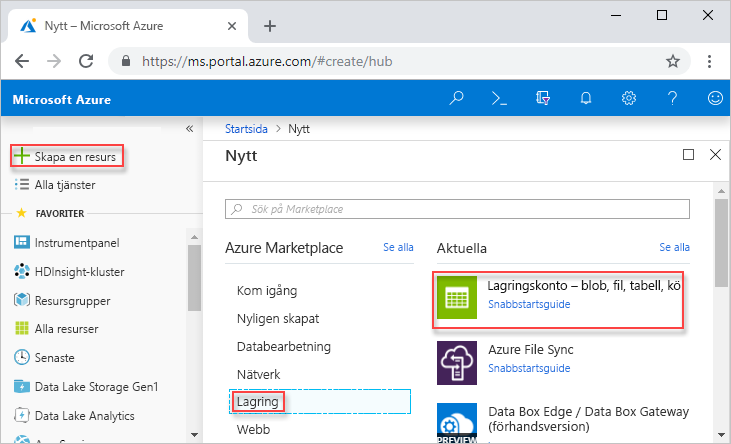 Nytt – Microsoft Azure
https://ms.portal.azure.com/#create/hub
Microsoft Azure
Skapa en resurs
Alla tjänster
FAVORITER
Instrumentpanel
HDInsight-kluster
Resursgrupper
Alla resurser
Senaste
Data Lake Storage Gen1
Data Lake Analytics
Startsida > Nytt
Nytt
Sök på Marketplace
Azure Marketplace
Se alla
Kom igång
Nyligen skapat
Databearbetning
Nätverk
Lagring
Webb
Aktuella
Se alla
Lagringskonto – blob, fil, tabell, kö
Snabbstartsguide
Azure File Sync
Snabbstartsguide
PREVIEW
Data Box Edge / Data Box Gateway
(förhandsversion)